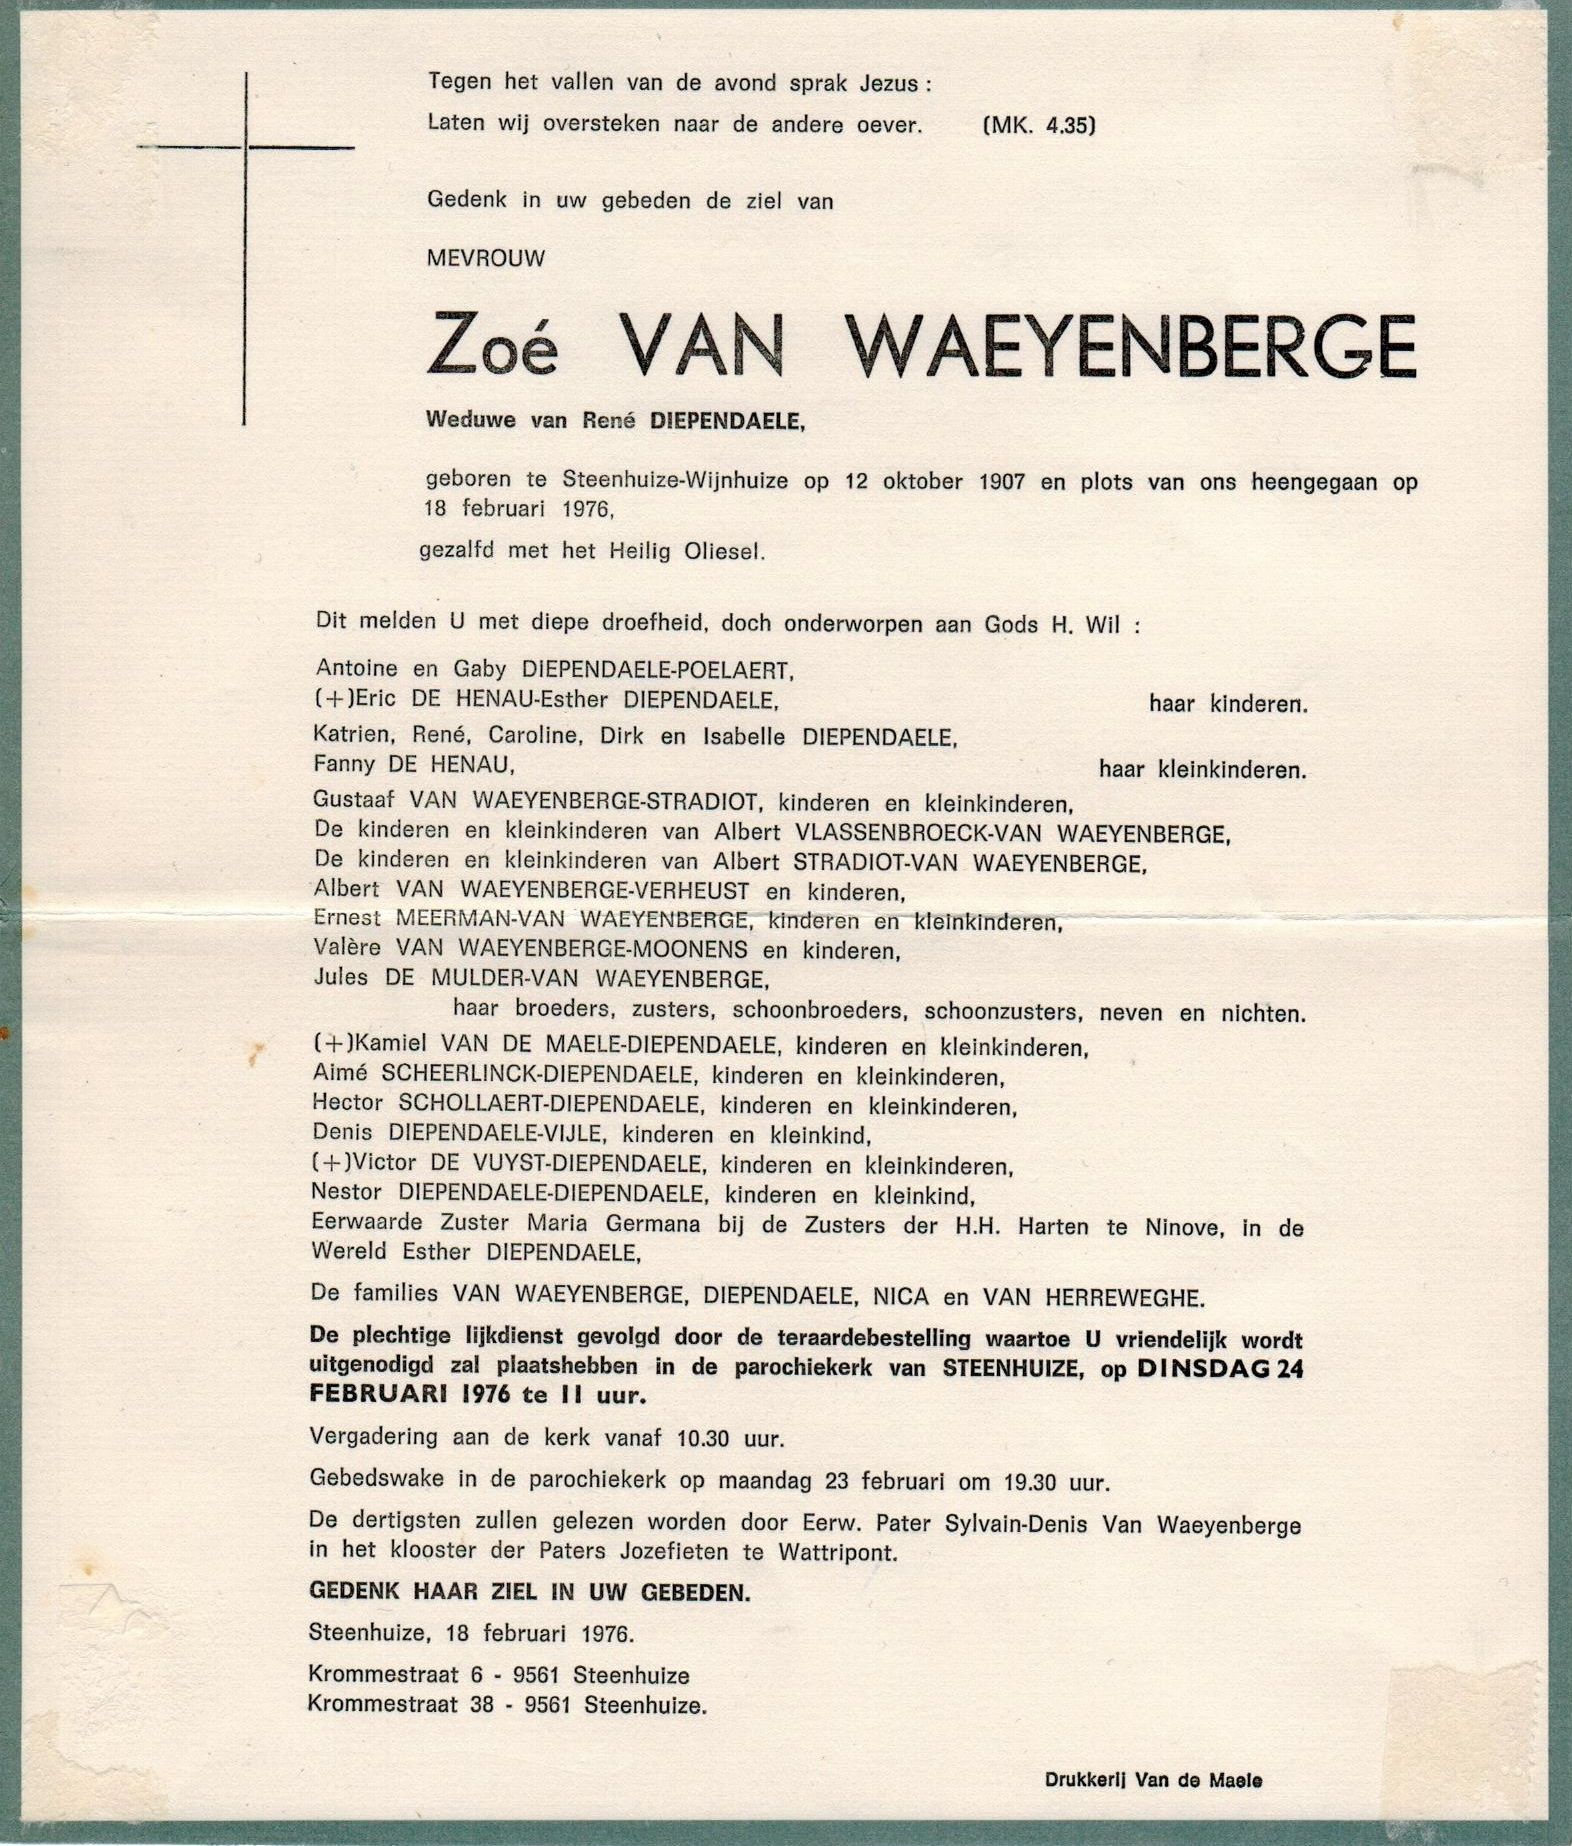 Tegen het vallen van de avond sprak Jezus :
Laten wij oversteken naar de andere oever. (MK. 4.35)
Gedenk in uw gebeden de ziel van
MEVROUW
Zoé VAN WAEYENBERGE
Weduwe van René DIEPENDAELE,
geboren te Steenhuize-Wijnhuize op 12 oktober 1907 en plots van ons heengegaan op
18 februari 1976,
gezalfd met het Heilig Oliesel.
Dit melden U met diepe droefheid, doch onderworpen aan Gods H. Wil :
Antoine en Gaby DIEPENDAELE-POELAERT,
(+)Eric DE HENAU-Esther DIEPENDAELE, haar kinderen.
Katrien, René, Caroline, Dirk en Isabelle DIEPENDAELE,
Fanny DE HENAU, haar kleinkinderen.
Gustaaf VAN WAEYENBERGE-STRADIOT, kinderen en kleinkinderen,
De kinderen en kleinkinderen van Albert VLASSENBROECK-VAN WAEYENBERGE,
De kinderen en kleinkinderen van Albert STRADIOT-VAN WAEYENBERGE,
Albert VAN WAEYENBERGE-VERHEUST en kinderen,
Ernest MEERMAN-VAN WAEYENBERGE, kinderen en kleinkinderen,
Valère VAN WAEYENBERGE-MOONENS en kinderen,
Jules DE MULDER-VAN WAEYENBERGE,
haar broeders, zusters, schoonbroeders, schoonzusters, neven en nichten.
(+)Kamiel VAN DE MAELE-DIEPENDAELE, kinderen en kleinkinderen,
Aimé SCHEERLINCK-DIEPENDAELE, kinderen en kleinkinderen,
Hector SCHOLLAERT-DIEPENDAELE, kinderen en kleinkinderen,
Denis DIEPENDAELE-VIJLE, kinderen en kleinkind,
(+)Victor DE VUYST-DIEPENDAELE, kinderen en kleinkinderen,
Nestor DIEPENDAELE-DIEPENDAELE, kinderen en kleinkind,
Eerwaarde Zuster Maria Germana bij de Zusters der H.H. Harten te Ninove, in de
Wereld Esther DIEPENDAELE,
De families VAN WAEYENBERGE, DIEPENDAELE, NICA en VAN HERREWEGHE.
De plechtige lijkdienst gevolgd door de teraardebestelling waartoe U vriendelijk wordt
uitgenodigd zal plaatshebben in de parochiekerk van STEENHUIZE, op DINSDAG 24
FEBRUARI 1976 te 11 uur.
Vergadering aan de kerk vanaf 10.30 uur.
Gebedswake in de parochiekerk op maandag 23 februari om 19.30 uur.
De dertigsten zullen gelezen worden door Eerw. Pater Sylvain-Denis Van Waeyenberge
in het klooster der Paters Jozefieten te Wattripont.
GEDENK HAAR ZIEL IN UW GEBEDEN.
Steenhuize, 18 februari 1976.
Krommestraat 6 - 9561 Steenhuize
Krommestraat 38 - 9561 Steenhuize.
Drukkerij Van de Maele